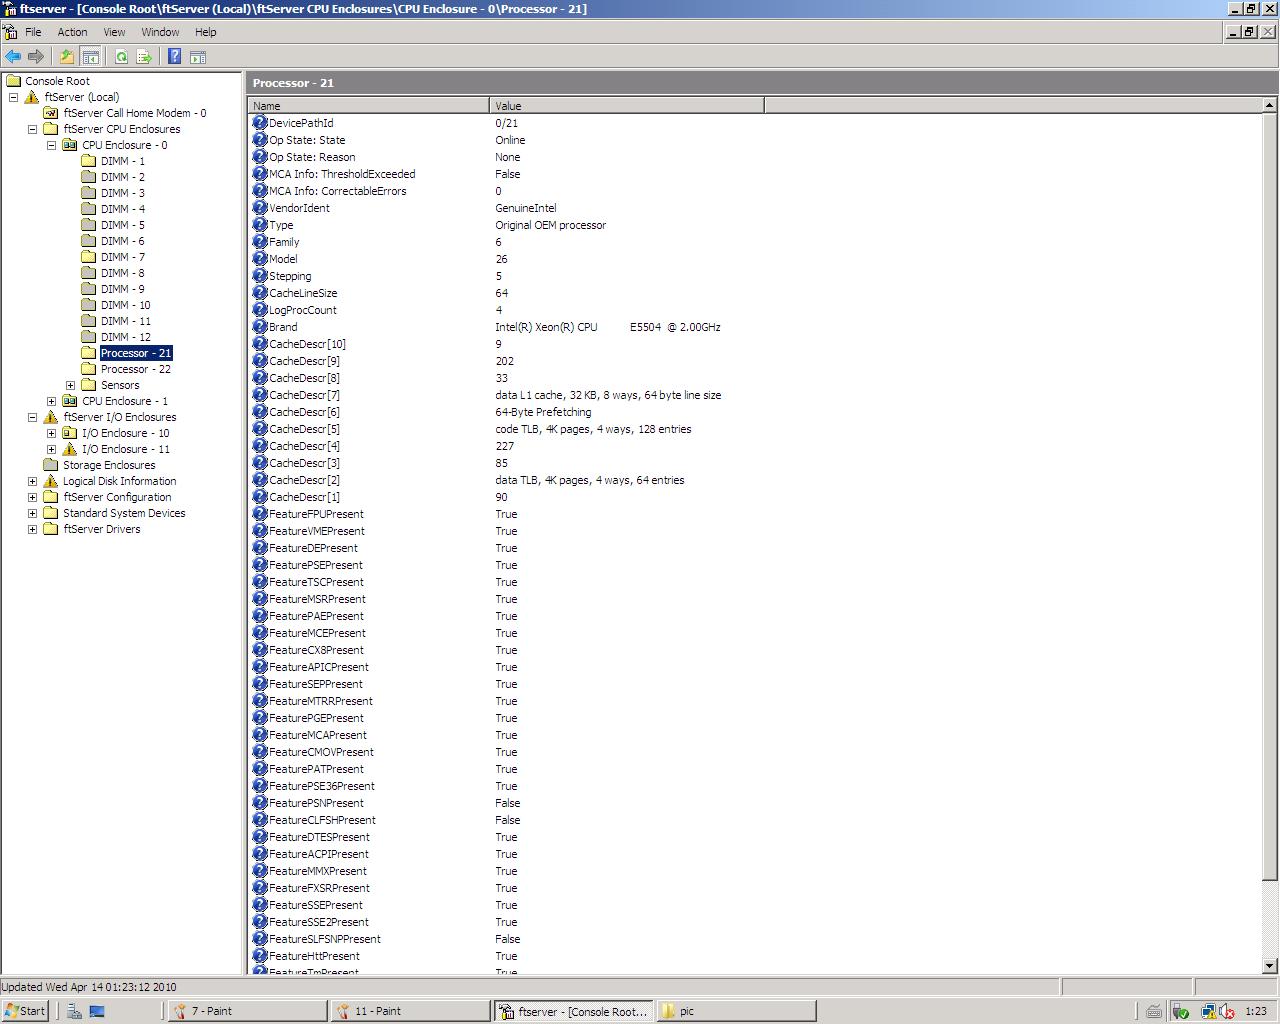 ftserver - [Console Root\ftServer (Local)\ftServer CPU Enclosures\CPU Enclosure - 0\Processor - 21]
File Action View Window Help
Console Root
ftServer (Local)
ftServer Call Home Modem - 0
ftServer CPU Enclosures
CPU Enclosure - 0
DIMM - 1
DIMM - 2
DIMM - 3
DIMM - 4
DIMM - 5
DIMM - 6
DIMM - 7
DIMM - 8
DIMM - 9
DIMM - 10
DIMM - 11
DIMM - 12
Processor - 21
Processor - 22
Sensors
CPU Enclosure - 1
ftServer I/O Enclosures
I/O Enclosure - 10
I/O Enclosure - 11
Storage Enclosures
Logical Disk Information
ftServer Configuration
Standard System Devices
ftServer Drivers
Processor - 21
Name Value
DevicePathId 0/21
Op State: State Online
Op State: Reason None
MCA Info: ThresholdExceeded False
MCA Info: CorrectableErrors 0
VendorIdent GenuineIntel
Type Original OEM processor
Family 6
Model 26
Stepping 5
CacheLineSize 64
LogProcCount 4
Brand Intel(R) Xeon(R) CPU E5504 @ 2.00GHz
CacheDescr[10] 9
CacheDescr[9] 202
CacheDescr[8] 33
CacheDescr[7] data L1 cache, 32 KB, 8 ways, 64 byte line size
CacheDescr[6] 64-Byte Prefetching
CacheDescr[5] code TLB, 4K pages, 4 ways, 128 entries
CacheDescr[4] 227
CacheDescr[3] 85
CacheDescr[2] data TLB, 4K pages, 4 ways, 64 entries
CacheDescr[1] 90
FeatureFPUPresent True
FeatureVMEPresent True
FeatureDEPresent True
FeaturePSEPresent True
FeatureTSCPresent True
FeatureMSRPresent True
FeaturePAEPresent True
FeatureMCEPresent True
FeatureCX8Present True
FeatureAPICPresent True
FeatureSEPPresent True
FeatureMTRRPresent True
FeaturePGEPresent True
FeatureMCAPresent True
FeatureCMOVPresent True
FeaturePATPresent True
FeaturePSE36Present True
FeaturePSNPresent False
FeatureCLFSHPresent False
FeatureDTESPresent True
FeatureACPIPresent True
FeatureMMXPresent True
FeatureFXSRPresent True
FeatureSSEPresent True
FeatureSSE2Present True
FeatureSLFSNPPresent False
FeatureHttPresent True
FeatureTmPresent True
Updated Wed Apr 14 01:23:12 2010
Start 7 - Paint 11 - Paint ftserver - [Console Root... pic 1:23